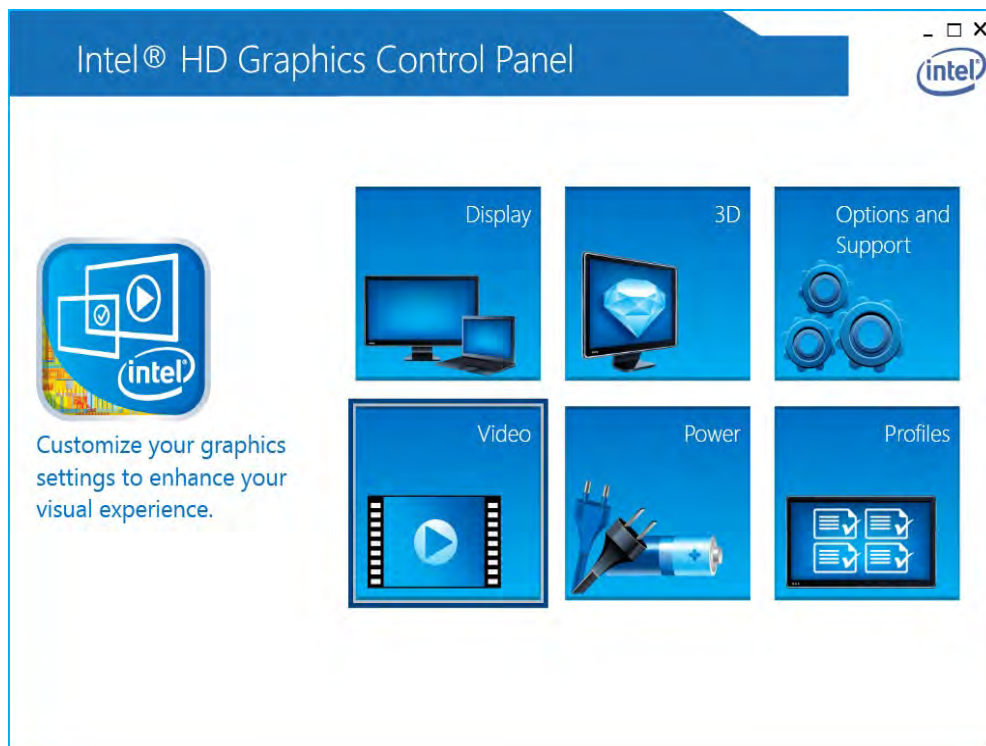 Intel® HD Graphics Control Panel
intel
Display
3D
Options and
Support
intel
Customize your graphics
settings to enhance your
visual experience.
Video
Power
Profiles